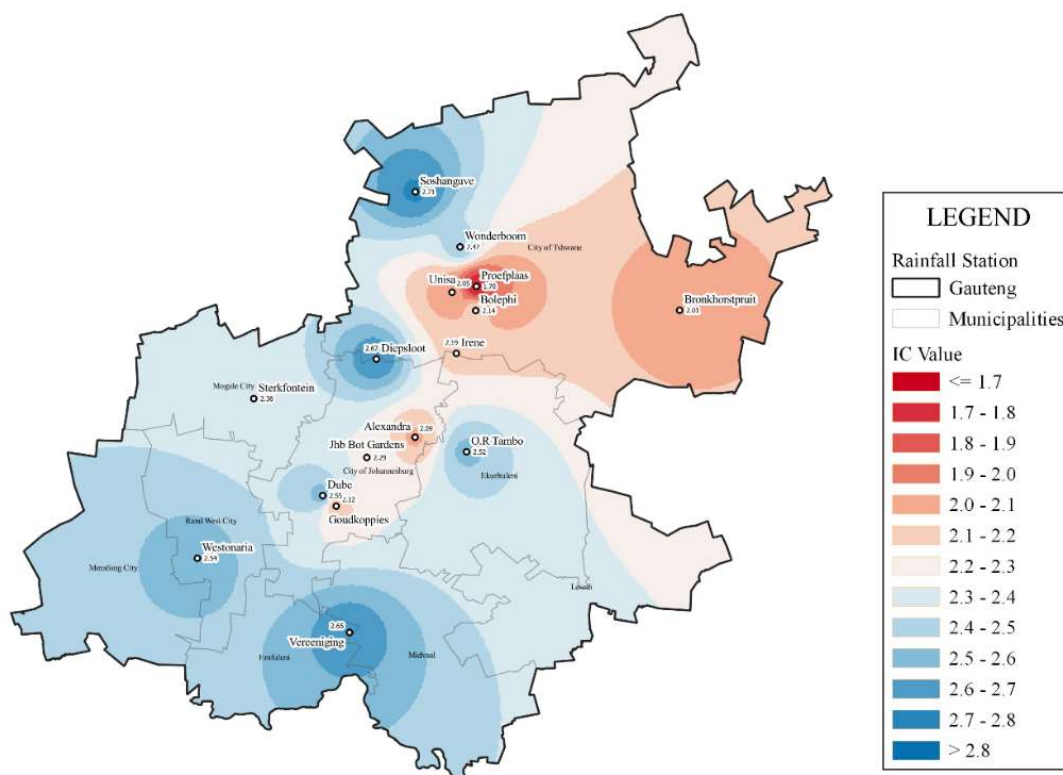 Soshanguve
2.71
Wonderboom
2.47
City of Tshwane
Unisa
2.05
Proefplaas
1.70
Bolephi
2.14
Bronkhorstpruit
2.03
2.19
Irene
2.67
Diepsloot
Mogale City
Sterkfontein
2.36
Alexandra
2.09
Jhb Bot Gardens
2.29
City of Johannesburg
O.R Tambo
2.52
Ekurhuleni
Dube
2.55
2.12
Goudkoppies
Rand West City
Westonaria
2.54
Merafong City
Lesedi
2.65
Vereeniging
Emfuleni
Midvaal
LEGEND
Rainfall Station
Gauteng
Municipalities
IC Value
<= 1.7
1.7 - 1.8
1.8 - 1.9
1.9 - 2.0
2.0 - 2.1
2.1 - 2.2
2.2 - 2.3
2.3 - 2.4
2.4 - 2.5
2.5 - 2.6
2.6 - 2.7
2.7 - 2.8
> 2.8